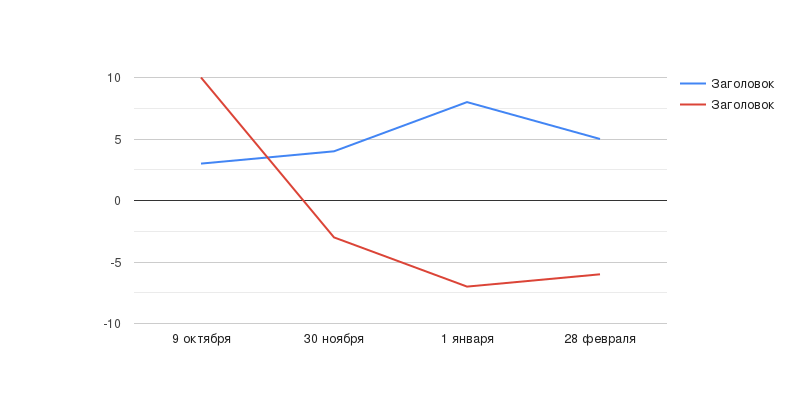 10
5
0
-5
-10
9 октября
30 ноября
1 января
28 февраля
Заголовок
Заголовок